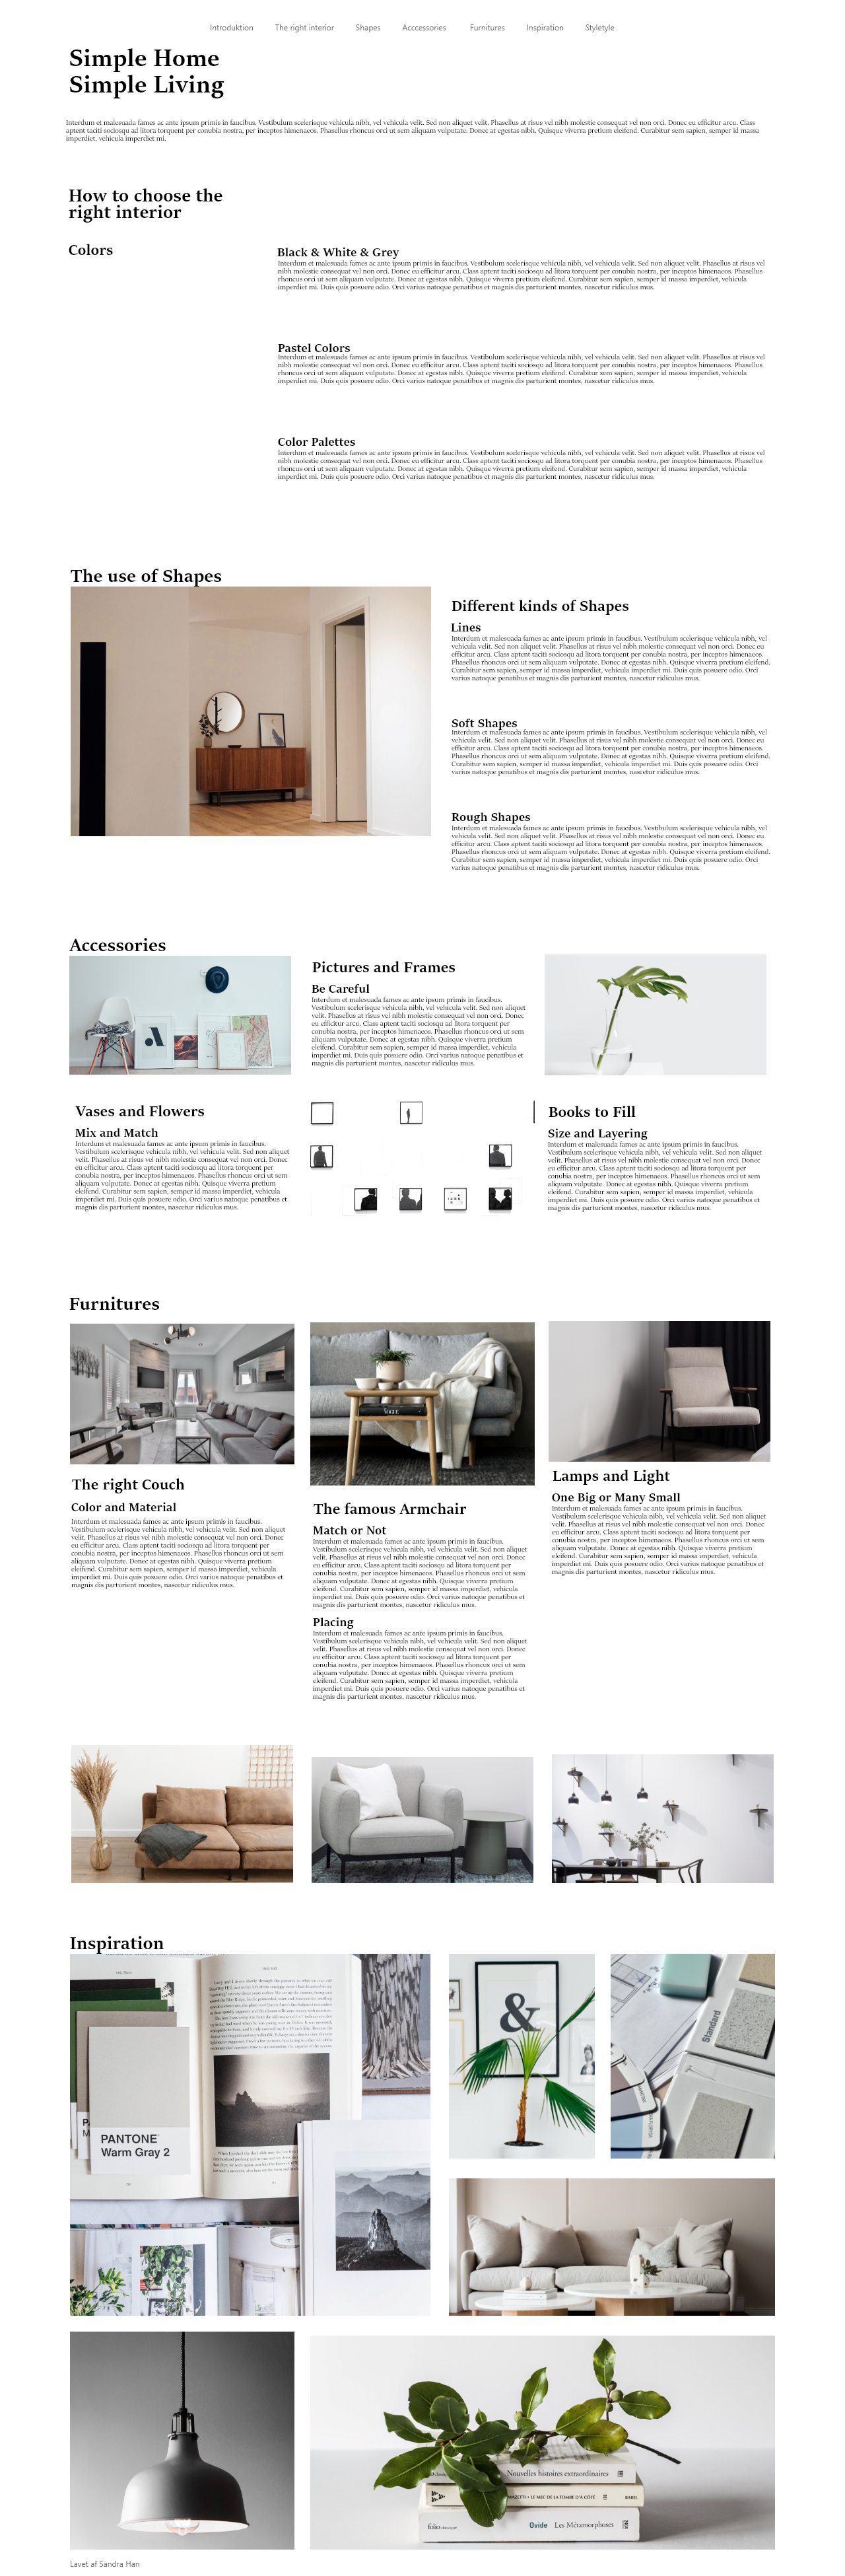 Introduktion The right interior Shapes Acccessories Furnitures Inspiration Styletyle
Simple Home
Simple Living
Interdum et malesuada fames ac ante ipsum primis in faucibus. Vestibulum scelerisque vehicula nibh, vel vehicula velit. Sed non aliquet velit. Phasellus at risus vel nibh molestie consequat vel non orci. Donec eu efficitur arcu. Class
aptent taciti sociosqu ad litora torquent per conubia nostra, per inceptos himenaeos. Phasellus rhoncus orci ut sem aliquam vulputate. Donec at egestas nibh. Quisque viverra pretium eleifend. Curabitur sem sapien, semper id massa
imperdiet, vehicula imperdiet mi.
How to choose the
right interior
Colors
Black & White & Grey
Interdum et malesuada fames ac ante ipsum primis in faucibus. Vestibulum scelerisque vehicula nibh, vel vehicula velit. Sed non aliquet velit. Phasellus at risus vel
nibh molestie consequat vel non orci. Donec eu efficitur arcu. Class aptent taciti sociosqu ad litora torquent per conubia nostra, per inceptos himenaeos. Phasellus
rhoncus orci ut sem aliquam vulputate. Donec at egestas nibh. Quisque viverra pretium eleifend. Curabitur sem sapien, semper id massa imperdiet, vehicula
imperdiet mi. Duis quis posuere odio. Orci varius natoque penatibus et magnis dis parturient montes, nascetur ridiculus mus.
Pastel Colors
Interdum et malesuada fames ac ante ipsum primis in faucibus. Vestibulum scelerisque vehicula nibh, vel vehicula velit. Sed non aliquet velit. Phasellus at risus vel
nibh molestie consequat vel non orci. Donec eu efficitur arcu. Class aptent taciti sociosqu ad litora torquent per conubia nostra, per inceptos himenaeos. Phasellus
rhoncus orci ut sem aliquam vulputate. Donec at egestas nibh. Quisque viverra pretium eleifend. Curabitur sem sapien, semper id massa imperdiet, vehicula
imperdiet mi. Duis quis posuere odio. Orci varius natoque penatibus et magnis dis parturient montes, nascetur ridiculus mus.
Color Palettes
Interdum et malesuada fames ac ante ipsum primis in faucibus. Vestibulum scelerisque vehicula nibh, vel vehicula velit. Sed non aliquet velit. Phasellus at risus vel
nibh molestie consequat vel non orci. Donec eu efficitur arcu. Class aptent taciti sociosqu ad litora torquent per conubia nostra, per inceptos himenaeos. Phasellus
rhoncus orci ut sem aliquam vulputate. Donec at egestas nibh. Quisque viverra pretium eleifend. Curabitur sem sapien, semper id massa imperdiet, vehicula
imperdiet mi. Duis quis posuere odio. Orci varius natoque penatibus et magnis dis parturient montes, nascetur ridiculus mus.
The use of Shapes
Different kinds of Shapes
Lines
Interdum et malesuada fames ac ante ipsum primis in faucibus. Vestibulum scelerisque vehicula nibh, vel
vehicula velit. Sed non aliquet velit. Phasellus at risus vel nibh molestie consequat vel non orci. Donec eu
efficitur arcu. Class aptent taciti sociosqu ad litora torquent per conubia nostra, per inceptos himenaeos.
Phasellus rhoncus orci ut sem aliquam vulputate. Donec at egestas nibh. Quisque viverra pretium eleifend.
Curabitur sem sapien, semper id massa imperdiet, vehicula imperdiet mi. Duis quis posuere odio. Orci
varius natoque penatibus et magnis dis parturient montes, nascetur ridiculus mus.
Soft Shapes
Interdum et malesuada fames ac ante ipsum primis in faucibus. Vestibulum scelerisque vehicula nibh, vel
vehicula velit. Sed non aliquet velit. Phasellus at risus vel nibh molestie consequat vel non orci. Donec eu
efficitur arcu. Class aptent taciti sociosqu ad litora torquent per conubia nostra, per inceptos himenaeos.
Phasellus rhoncus orci ut sem aliquam vulputate. Donec at egestas nibh. Quisque viverra pretium eleifend.
Curabitur sem sapien, semper id massa imperdiet, vehicula imperdiet mi. Duis quis posuere odio. Orci
varius natoque penatibus et magnis dis parturient montes, nascetur ridiculus mus.
Rough Shapes
Interdum et malesuada fames ac ante ipsum primis in faucibus. Vestibulum scelerisque vehicula nibh, vel
vehicula velit. Sed non aliquet velit. Phasellus at risus vel nibh molestie consequat vel non orci. Donec eu
efficitur arcu. Class aptent taciti sociosqu ad litora torquent per conubia nostra, per inceptos himenaeos.
Phasellus rhoncus orci ut sem aliquam vulputate. Donec at egestas nibh. Quisque viverra pretium eleifend.
Curabitur sem sapien, semper id massa imperdiet, vehicula imperdiet mi. Duis quis posuere odio. Orci
varius natoque penatibus et magnis dis parturient montes, nascetur ridiculus mus.
Accessories
Pictures and Frames
Be Careful
Interdum et malesuada fames ac ante ipsum primis in faucibus.
Vestibulum scelerisque vehicula nibh, vel vehicula velit. Sed non aliquet
velit. Phasellus at risus vel nibh molestie consequat vel non orci. Donec
eu efficitur arcu. Class aptent taciti sociosqu ad litora torquent per
conubia nostra, per inceptos himenaeos. Phasellus rhoncus orci ut sem
aliquam vulputate. Donec at egestas nibh. Quisque viverra pretium
eleifend. Curabitur sem sapien, semper id massa imperdiet, vehicula
imperdiet mi. Duis quis posuere odio. Orci varius natoque penatibus et
magnis dis parturient montes, nascetur ridiculus mus.
Vases and Flowers
Mix and Match
Interdum et malesuada fames ac ante ipsum primis in faucibus.
Vestibulum scelerisque vehicula nibh, vel vehicula velit. Sed non aliquet
velit. Phasellus at risus vel nibh molestie consequat vel non orci. Donec
eu efficitur arcu. Class aptent taciti sociosqu ad litora torquent per
conubia nostra, per inceptos himenaeos. Phasellus rhoncus orci ut sem
aliquam vulputate. Donec at egestas nibh. Quisque viverra pretium
eleifend. Curabitur sem sapien, semper id massa imperdiet, vehicula
imperdiet mi. Duis quis posuere odio. Orci varius natoque penatibus et
magnis dis parturient montes, nascetur ridiculus mus.
Books to Fill
Size and Layering
Interdum et malesuada fames ac ante ipsum primis in faucibus.
Vestibulum scelerisque vehicula nibh, vel vehicula velit. Sed non aliquet
velit. Phasellus at risus vel nibh molestie consequat vel non orci. Donec
eu efficitur arcu. Class aptent taciti sociosqu ad litora torquent per
conubia nostra, per inceptos himenaeos. Phasellus rhoncus orci ut sem
aliquam vulputate. Donec at egestas nibh. Quisque viverra pretium
eleifend. Curabitur sem sapien, semper id massa imperdiet, vehicula
imperdiet mi. Duis quis posuere odio. Orci varius natoque penatibus et
magnis dis parturient montes, nascetur ridiculus mus.
Furnitures
VOGUE
The right Couch
Color and Material
Interdum et malesuada fames ac ante ipsum primis in faucibus.
Vestibulum scelerisque vehicula nibh, vel vehicula velit. Sed non aliquet
velit. Phasellus at risus vel nibh molestie consequat vel non orci. Donec
eu efficitur arcu. Class aptent taciti sociosqu ad litora torquent per
conubia nostra, per inceptos himenaeos. Phasellus rhoncus orci ut sem
aliquam vulputate. Donec at egestas nibh. Quisque viverra pretium
eleifend. Curabitur sem sapien, semper id massa imperdiet, vehicula
imperdiet mi. Duis quis posuere odio. Orci varius natoque penatibus et
magnis dis parturient montes, nascetur ridiculus mus.
The famous Armchair
Match or Not
Interdum et malesuada fames ac ante ipsum primis in faucibus.
Vestibulum scelerisque vehicula nibh, vel vehicula velit. Sed non aliquet
velit. Phasellus at risus vel nibh molestie consequat vel non orci. Donec
eu efficitur arcu. Class aptent taciti sociosqu ad litora torquent per
conubia nostra, per inceptos himenaeos. Phasellus rhoncus orci ut sem
aliquam vulputate. Donec at egestas nibh. Quisque viverra pretium
eleifend. Curabitur sem sapien, semper id massa imperdiet, vehicula
imperdiet mi. Duis quis posuere odio. Orci varius natoque penatibus et
magnis dis parturient montes, nascetur ridiculus mus.
Placing
Interdum et malesuada fames ac ante ipsum primis in faucibus.
Vestibulum scelerisque vehicula nibh, vel vehicula velit. Sed non aliquet
velit. Phasellus at risus vel nibh molestie consequat vel non orci. Donec
eu efficitur arcu. Class aptent taciti sociosqu ad litora torquent per
conubia nostra, per inceptos himenaeos. Phasellus rhoncus orci ut sem
aliquam vulputate. Donec at egestas nibh. Quisque viverra pretium
eleifend. Curabitur sem sapien, semper id massa imperdiet, vehicula
imperdiet mi. Duis quis posuere odio. Orci varius natoque penatibus et
magnis dis parturient montes, nascetur ridiculus mus.
Lamps and Light
One Big or Many Small
Interdum et malesuada fames ac ante ipsum primis in faucibus.
Vestibulum scelerisque vehicula nibh, vel vehicula velit. Sed non aliquet
velit. Phasellus at risus vel nibh molestie consequat vel non orci. Donec
eu efficitur arcu. Class aptent taciti sociosqu ad litora torquent per
conubia nostra, per inceptos himenaeos. Phasellus rhoncus orci ut sem
aliquam vulputate. Donec at egestas nibh. Quisque viverra pretium
eleifend. Curabitur sem sapien, semper id massa imperdiet, vehicula
imperdiet mi. Duis quis posuere odio. Orci varius natoque penatibus et
magnis dis parturient montes, nascetur ridiculus mus.
Inspiration
PANTONE
Warm Gray 2
&
Standard
Nouvelles histoires extraordinaires
LE MEC DE LA TOMBE D'À CÔTÉ BABEL
folio classique Ovide Les Métamorphoses
Lavet af Sandra Han